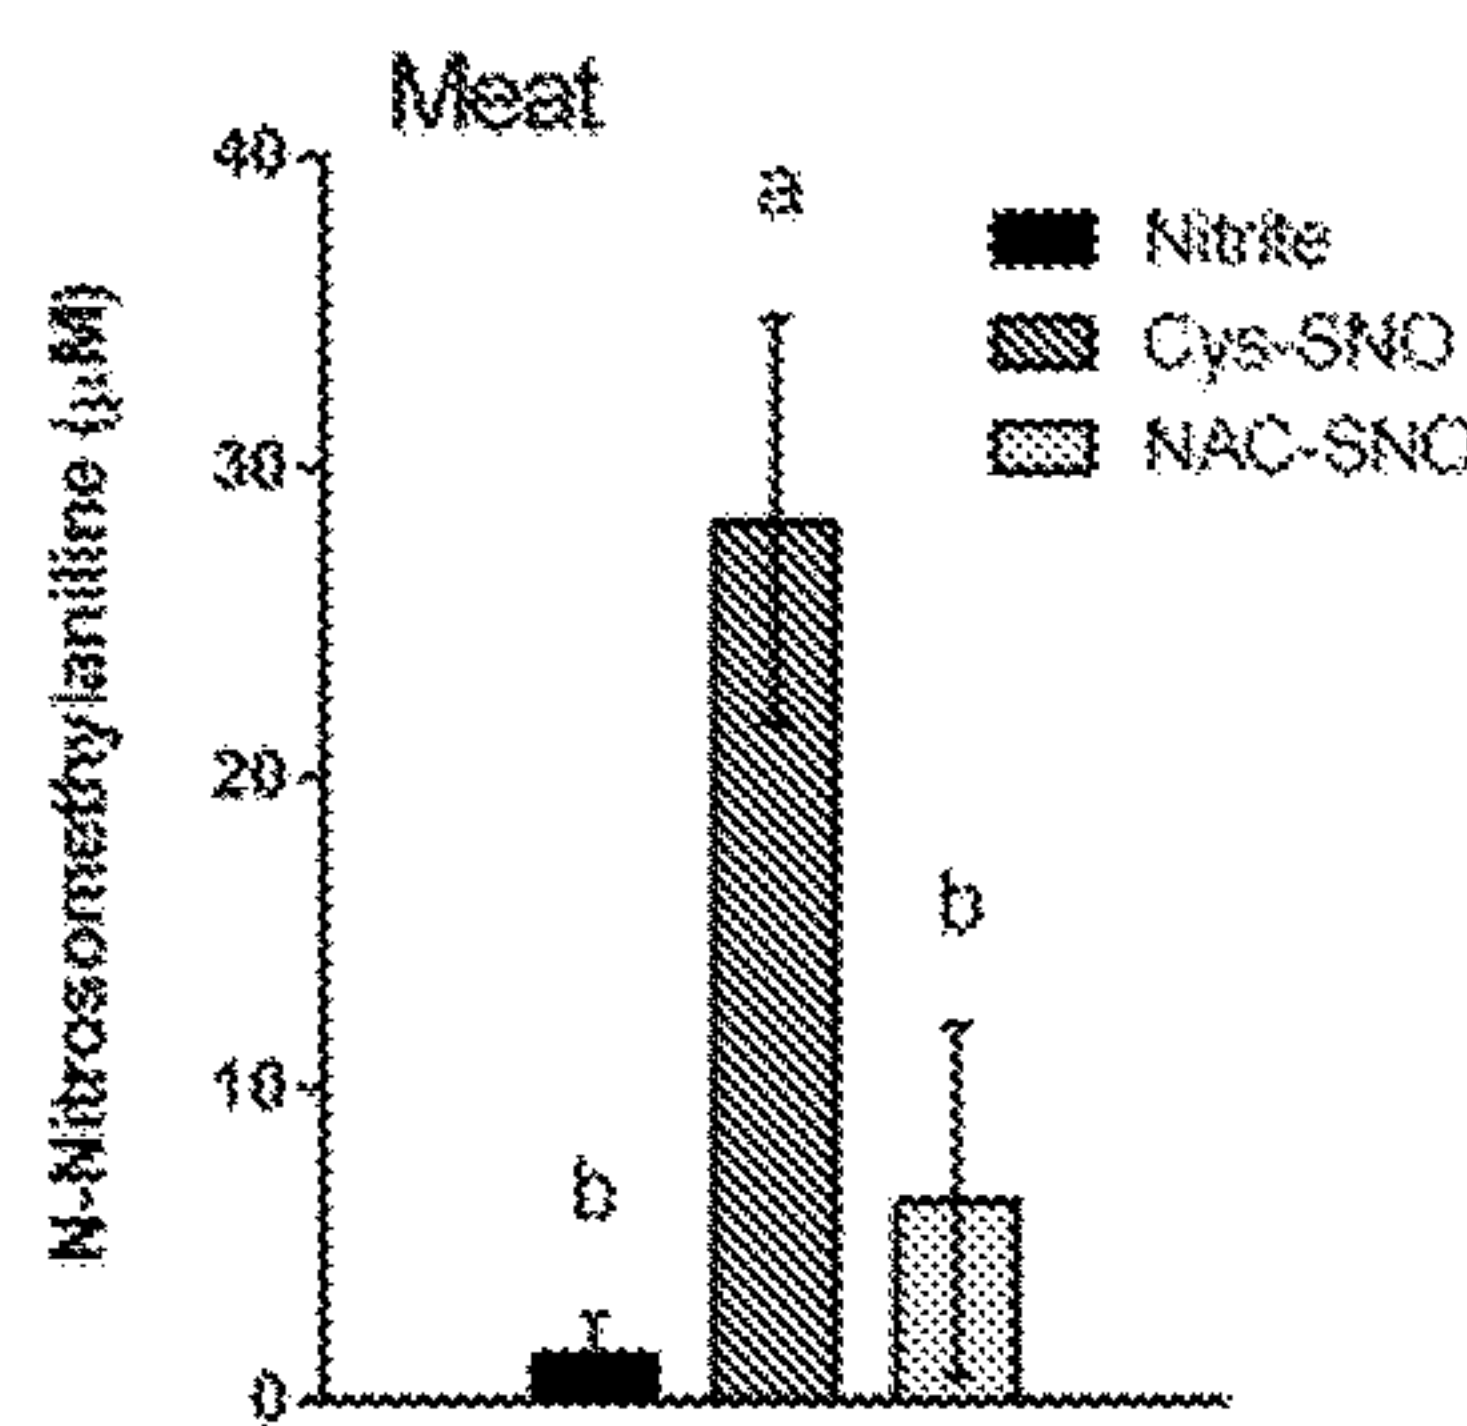 Meat
N-Nitrosomethylaniline (μM)
40
30
20
10
0
b
a
b
Nitrite
Cys-SNO
NAC-SNO